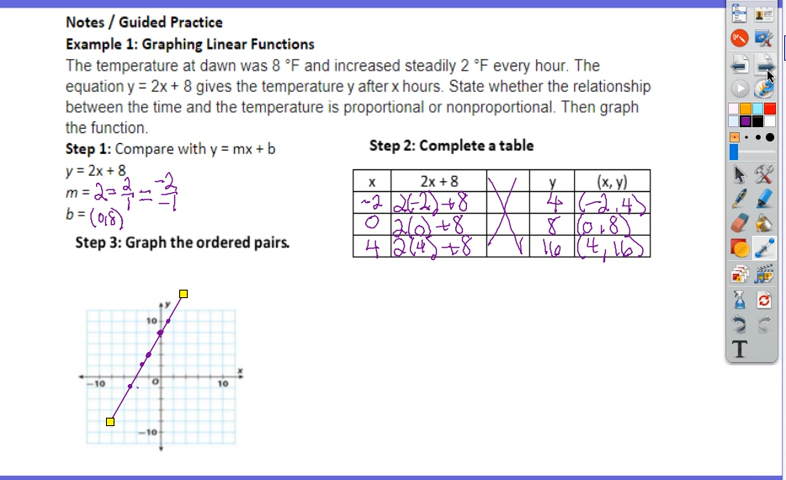 Notes / Guided Practice
Example 1: Graphing Linear Functions
The temperature at dawn was 8 °F and increased steadily 2 °F every hour. The
equation y = 2x + 8 gives the temperature y after x hours. State whether the relationship
between the time and the temperature is proportional or nonproportional. Then graph
the function.
Step 1: Compare with y = mx + b
y = 2x + 8
m = 2 = 2/1 = -2/-1
b = (0,8)
Step 2: Complete a table
x 2x + 8 y (x, y)
-2 2(-2) +8 4 (-2, 4)
0 2(0) +8 8 (0, 8)
4 2(4) +8 16 (4, 16)
Step 3: Graph the ordered pairs.
y
10
x
-10 0 10
-10
T